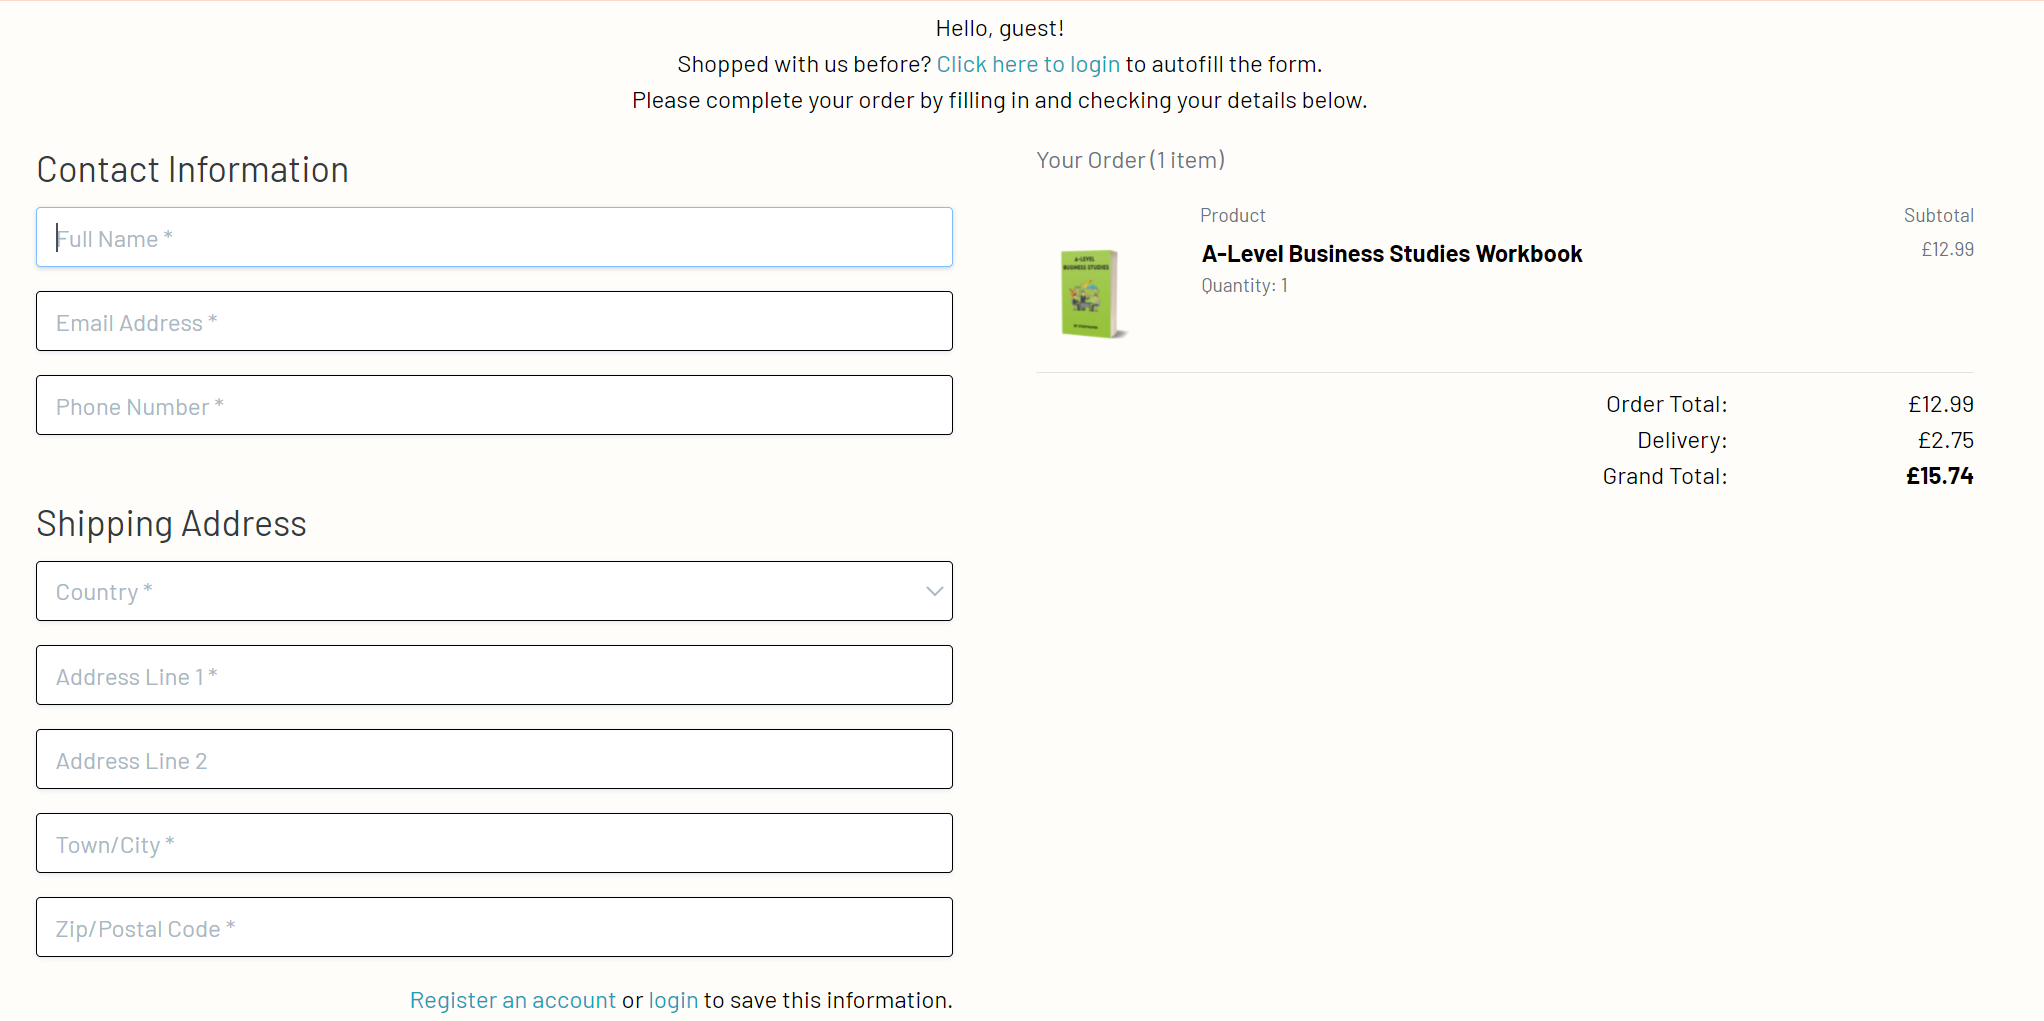 Hello, guest!
Shopped with us before? Click here to login to autofill the form.
Please complete your order by filling in and checking your details below.
Contact Information
Full Name *
Email Address *
Phone Number *
Shipping Address
Country *
Address Line 1 *
Address Line 2
Town/City *
Zip/Postal Code *
Register an account or login to save this information.
Your Order (1 item)
Product Subtotal
A-LEVEL
BUSINESS STUDIES
A-Level Business Studies Workbook £12.99
Quantity: 1
Order Total: £12.99
Delivery: £2.75
Grand Total: £15.74